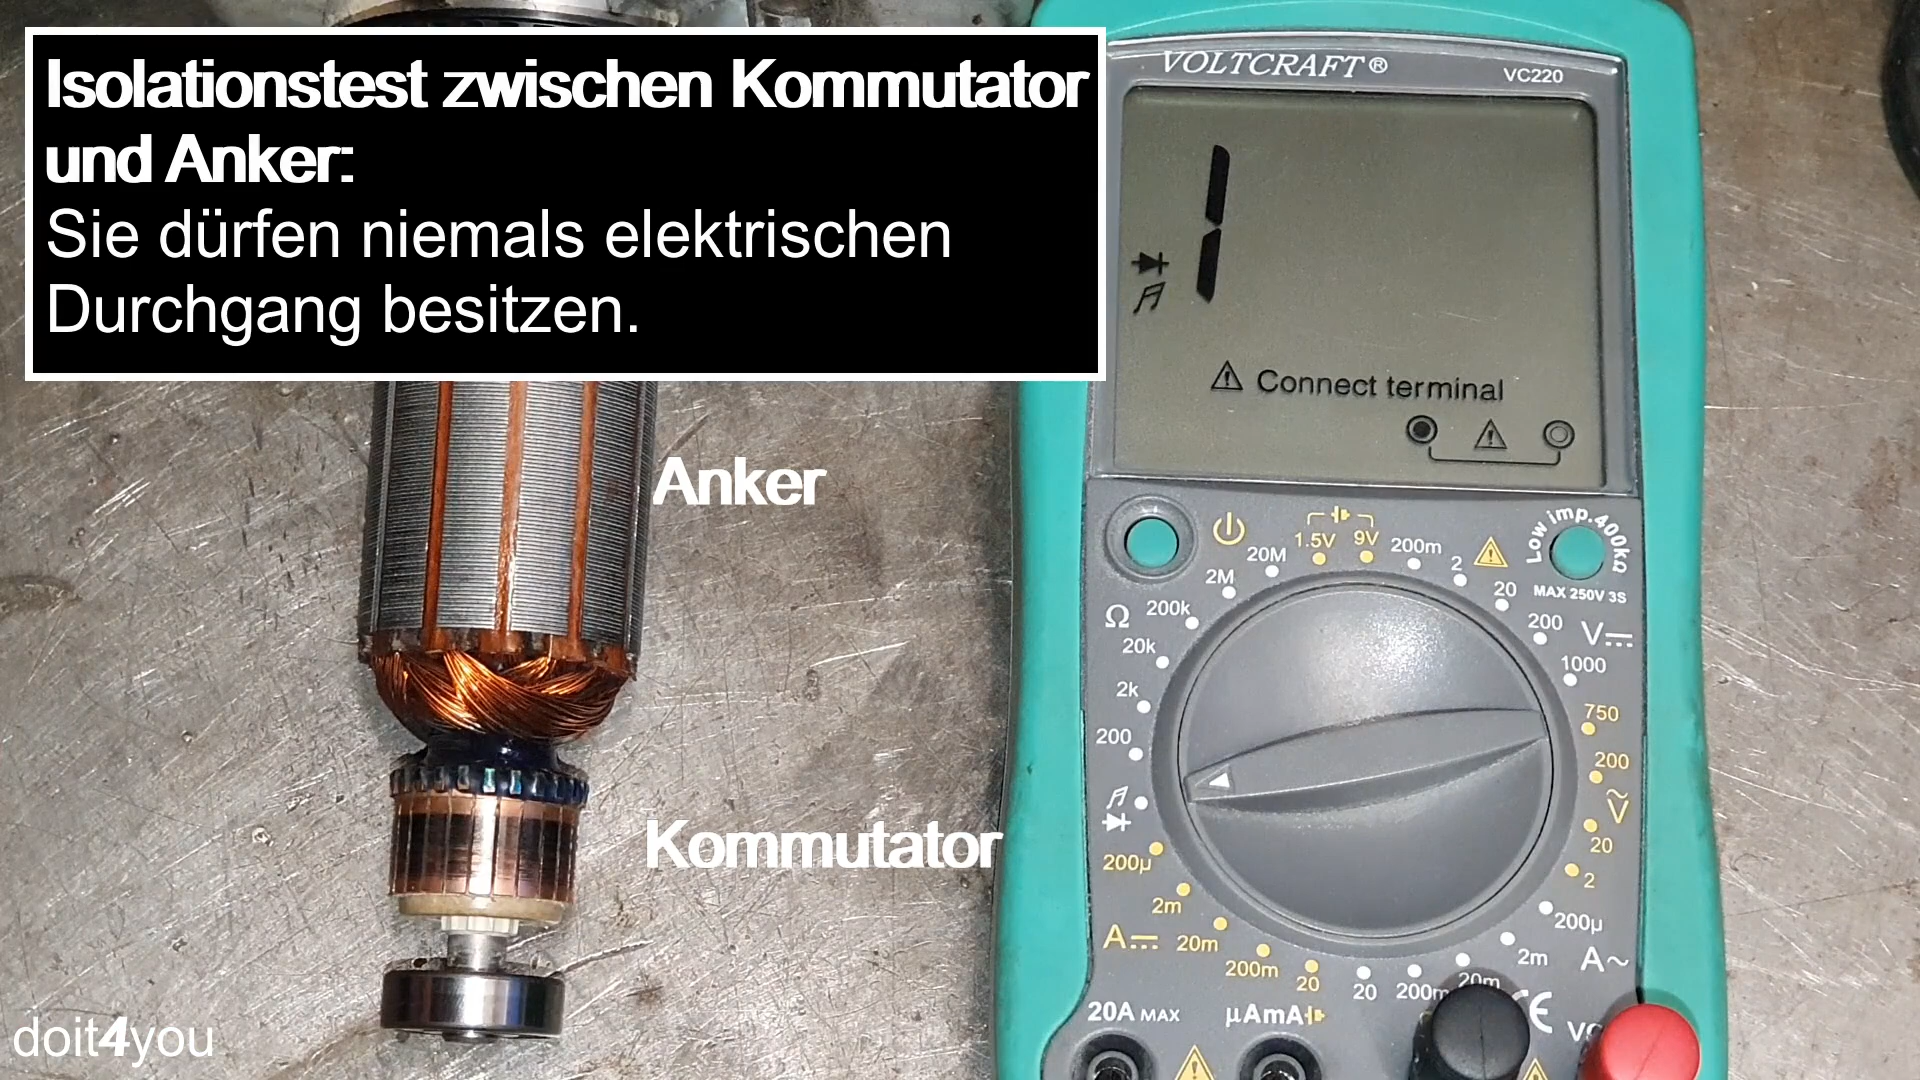 Isolationstest zwischen Kommutator
und Anker:
Sie dürfen niemals elektrischen
Durchgang besitzen.
VOLTCRAFT®
VC220
1
Connect terminal
Anker
Kommutator
1.5V
9V
200m
2
20
200
V
1000
750
200
V
20
2
200µ
2m
A~
20m
200m
20
20
200m
20m
2m
A
200µ
200
2k
20k
Ω
200k
2M
20M
Low imp.400kΩ
MAX 250V 3S
20A MAX
µAmA
CE
doit4you